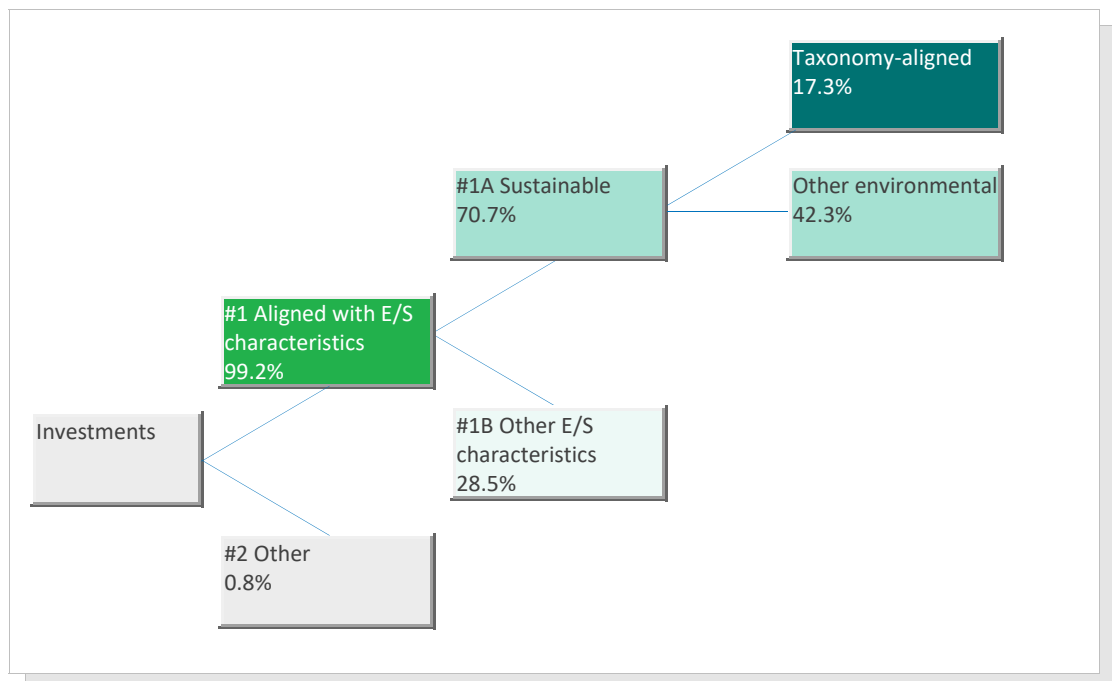 Taxonomy-aligned
17.3%
#1A Sustainable
70.7%
Other environmental
42.3%
#1 Aligned with E/S
characteristics
99.2%
Investments
#1B Other E/S
characteristics
28.5%
#2 Other
0.8%